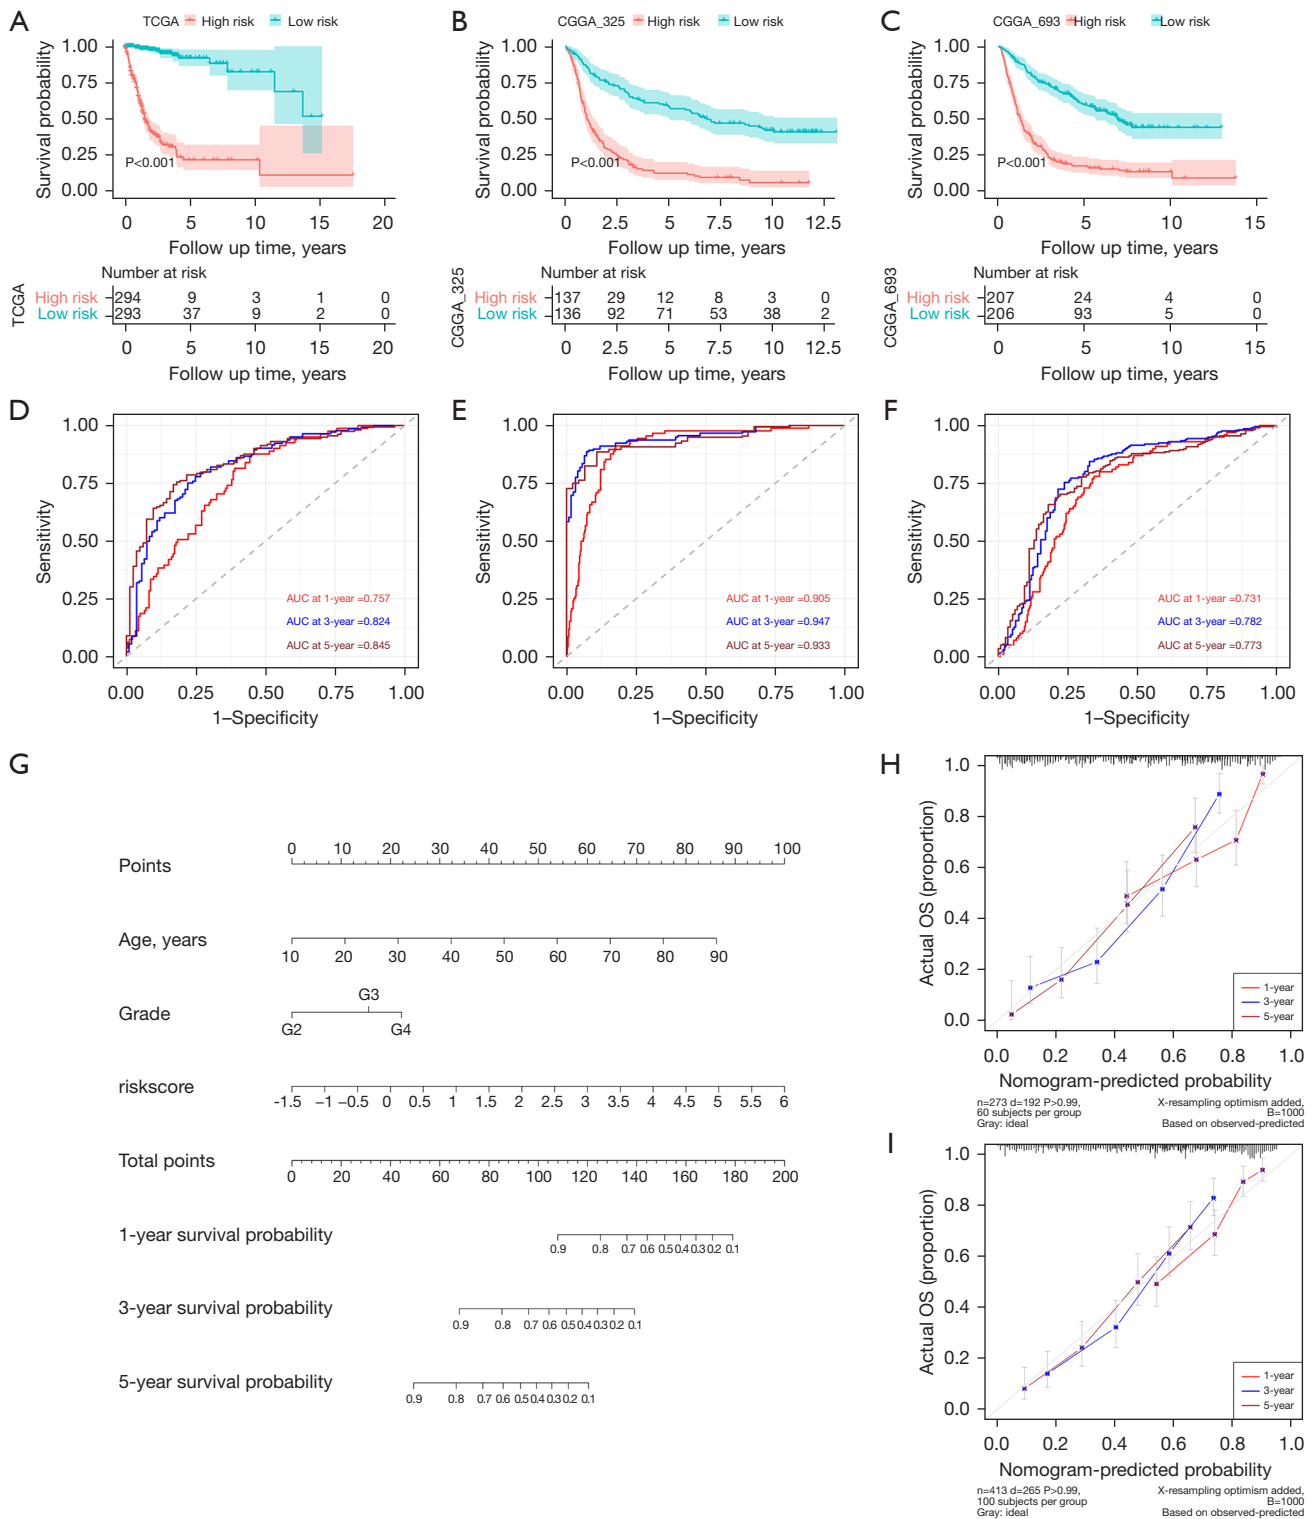 A
TCGA High risk Low risk
Survival probability
1.00
0.75
0.50
0.25
0.00
P<0.001
0 5 10 15 20
Follow up time, years
Number at risk
TCGA
High risk 294 9 3 1 0
Low risk 293 37 9 2 0
0 5 10 15 20
Follow up time, years
B
CGGA_325 High risk Low risk
Survival probability
1.00
0.75
0.50
0.25
0.00
P<0.001
0 2.5 5 7.5 10 12.5
Follow up time, years
Number at risk
CGGA_325
High risk 137 29 12 8 3 0
Low risk 136 92 71 53 38 2
0 2.5 5 7.5 10 12.5
Follow up time, years
C
CGGA_693 High risk Low risk
Survival probability
1.00
0.75
0.50
0.25
0.00
P<0.001
0 5 10 15
Follow up time, years
Number at risk
CGGA_693
High risk 207 24 4 0
Low risk 206 93 5 0
0 5 10 15
Follow up time, years
D
Sensitivity
1.00
0.75
0.50
0.25
0.00
AUC at 1-year =0.757
AUC at 3-year =0.824
AUC at 5-year =0.845
0.00 0.25 0.50 0.75 1.00
1–Specificity
E
Sensitivity
1.00
0.75
0.50
0.25
0.00
AUC at 1-year =0.905
AUC at 3-year =0.947
AUC at 5-year =0.933
0.00 0.25 0.50 0.75 1.00
1–Specificity
F
Sensitivity
1.00
0.75
0.50
0.25
0.00
AUC at 1-year =0.731
AUC at 3-year =0.782
AUC at 5-year =0.773
0.00 0.25 0.50 0.75 1.00
1–Specificity
G
Points
0 10 20 30 40 50 60 70 80 90 100
Age, years
10 20 30 40 50 60 70 80 90
Grade
G3
G2 G4
riskscore
-1.5 −1 −0.5 0 0.5 1 1.5 2 2.5 3 3.5 4 4.5 5 5.5 6
Total points
0 20 40 60 80 100 120 140 160 180 200
1-year survival probability
0.9 0.8 0.7 0.6 0.5 0.4 0.3 0.2 0.1
3-year survival probability
0.9 0.8 0.7 0.6 0.5 0.4 0.3 0.2 0.1
5-year survival probability
0.9 0.8 0.7 0.6 0.5 0.4 0.3 0.2 0.1
H
Actual OS (proportion)
1.0
0.8
0.6
0.4
0.2
0.0
1-year
3-year
5-year
0.0 0.2 0.4 0.6 0.8 1.0
Nomogram-predicted probability
n=273 d=192 P>0.99,
60 subjects per group
Gray: ideal
X-resampling optimism added,
B=1000
Based on observed-predicted
I
Actual OS (proportion)
1.0
0.8
0.6
0.4
0.2
0.0
1-year
3-year
5-year
0.0 0.2 0.4 0.6 0.8 1.0
Nomogram-predicted probability
n=413 d=265 P>0.99,
100 subjects per group
Gray: ideal
X-resampling optimism added,
B=1000
Based on observed-predicted